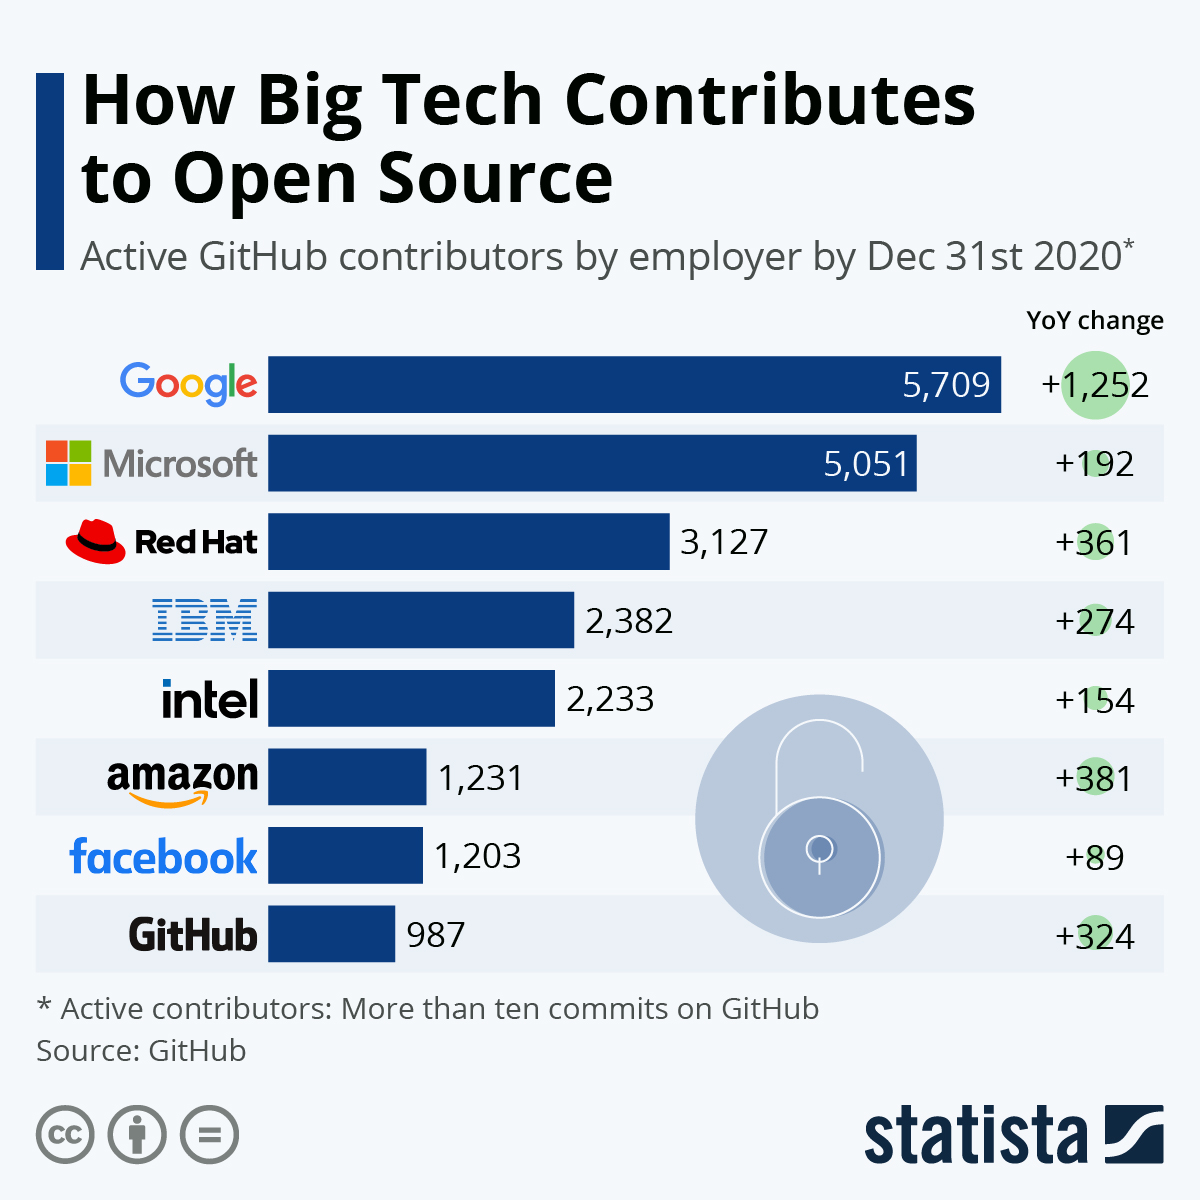 How Big Tech Contributes
to Open Source
Active GitHub contributors by employer by Dec 31st 2020*
YoY change
Google 5,709 +1,252
Microsoft 5,051 +192
Red Hat 3,127 +361
IBM 2,382 +274
intel 2,233 +154
amazon 1,231 +381
facebook 1,203 +89
GitHub 987 +324
* Active contributors: More than ten commits on GitHub
Source: GitHub
cc = statista